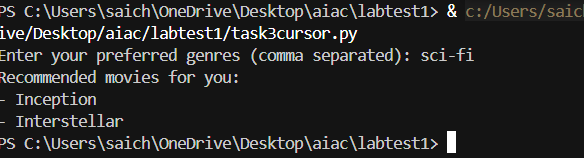 PS C:\Users\saich\OneDrive\Desktop\aiac\labtest1> & c:/Users/saich
ive/Desktop/aiac/labtest1/task3cursor.py
Enter your preferred genres (comma separated): sci-fi
Recommended movies for you:
- Inception
- Interstellar
PS C:\Users\saich\OneDrive\Desktop\aiac\labtest1>